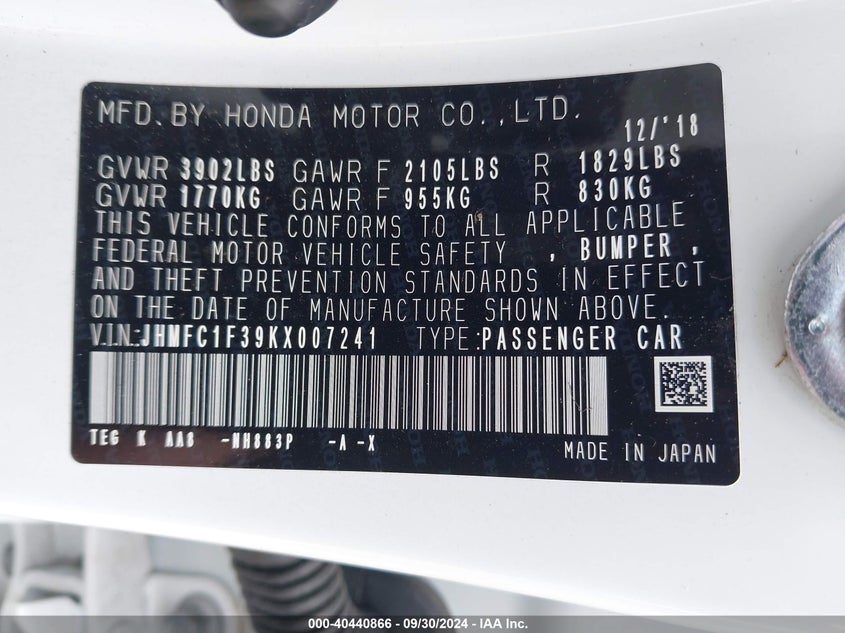 MFD. BY HONDA MOTOR CO., LTD. 12/'18
GVWR 3902LBS GAWR F 2105LBS R 1829LBS
GVWR 1770KG GAWR F 955KG R 830KG
THIS VEHICLE CONFORMS TO ALL APPLICABLE
FEDERAL MOTOR VEHICLE SAFETY , BUMPER ,
AND THEFT PREVENTION STANDARDS IN EFFECT
ON THE DATE OF MANUFACTURE SHOWN ABOVE.
V.I.N:JHMFC1F39KX007241 TYPE:PASSENGER CAR
TEG K AA8 -NH883P -A -X
MADE IN JAPAN
000-40440866 - 09/30/2024 - IAA Inc.